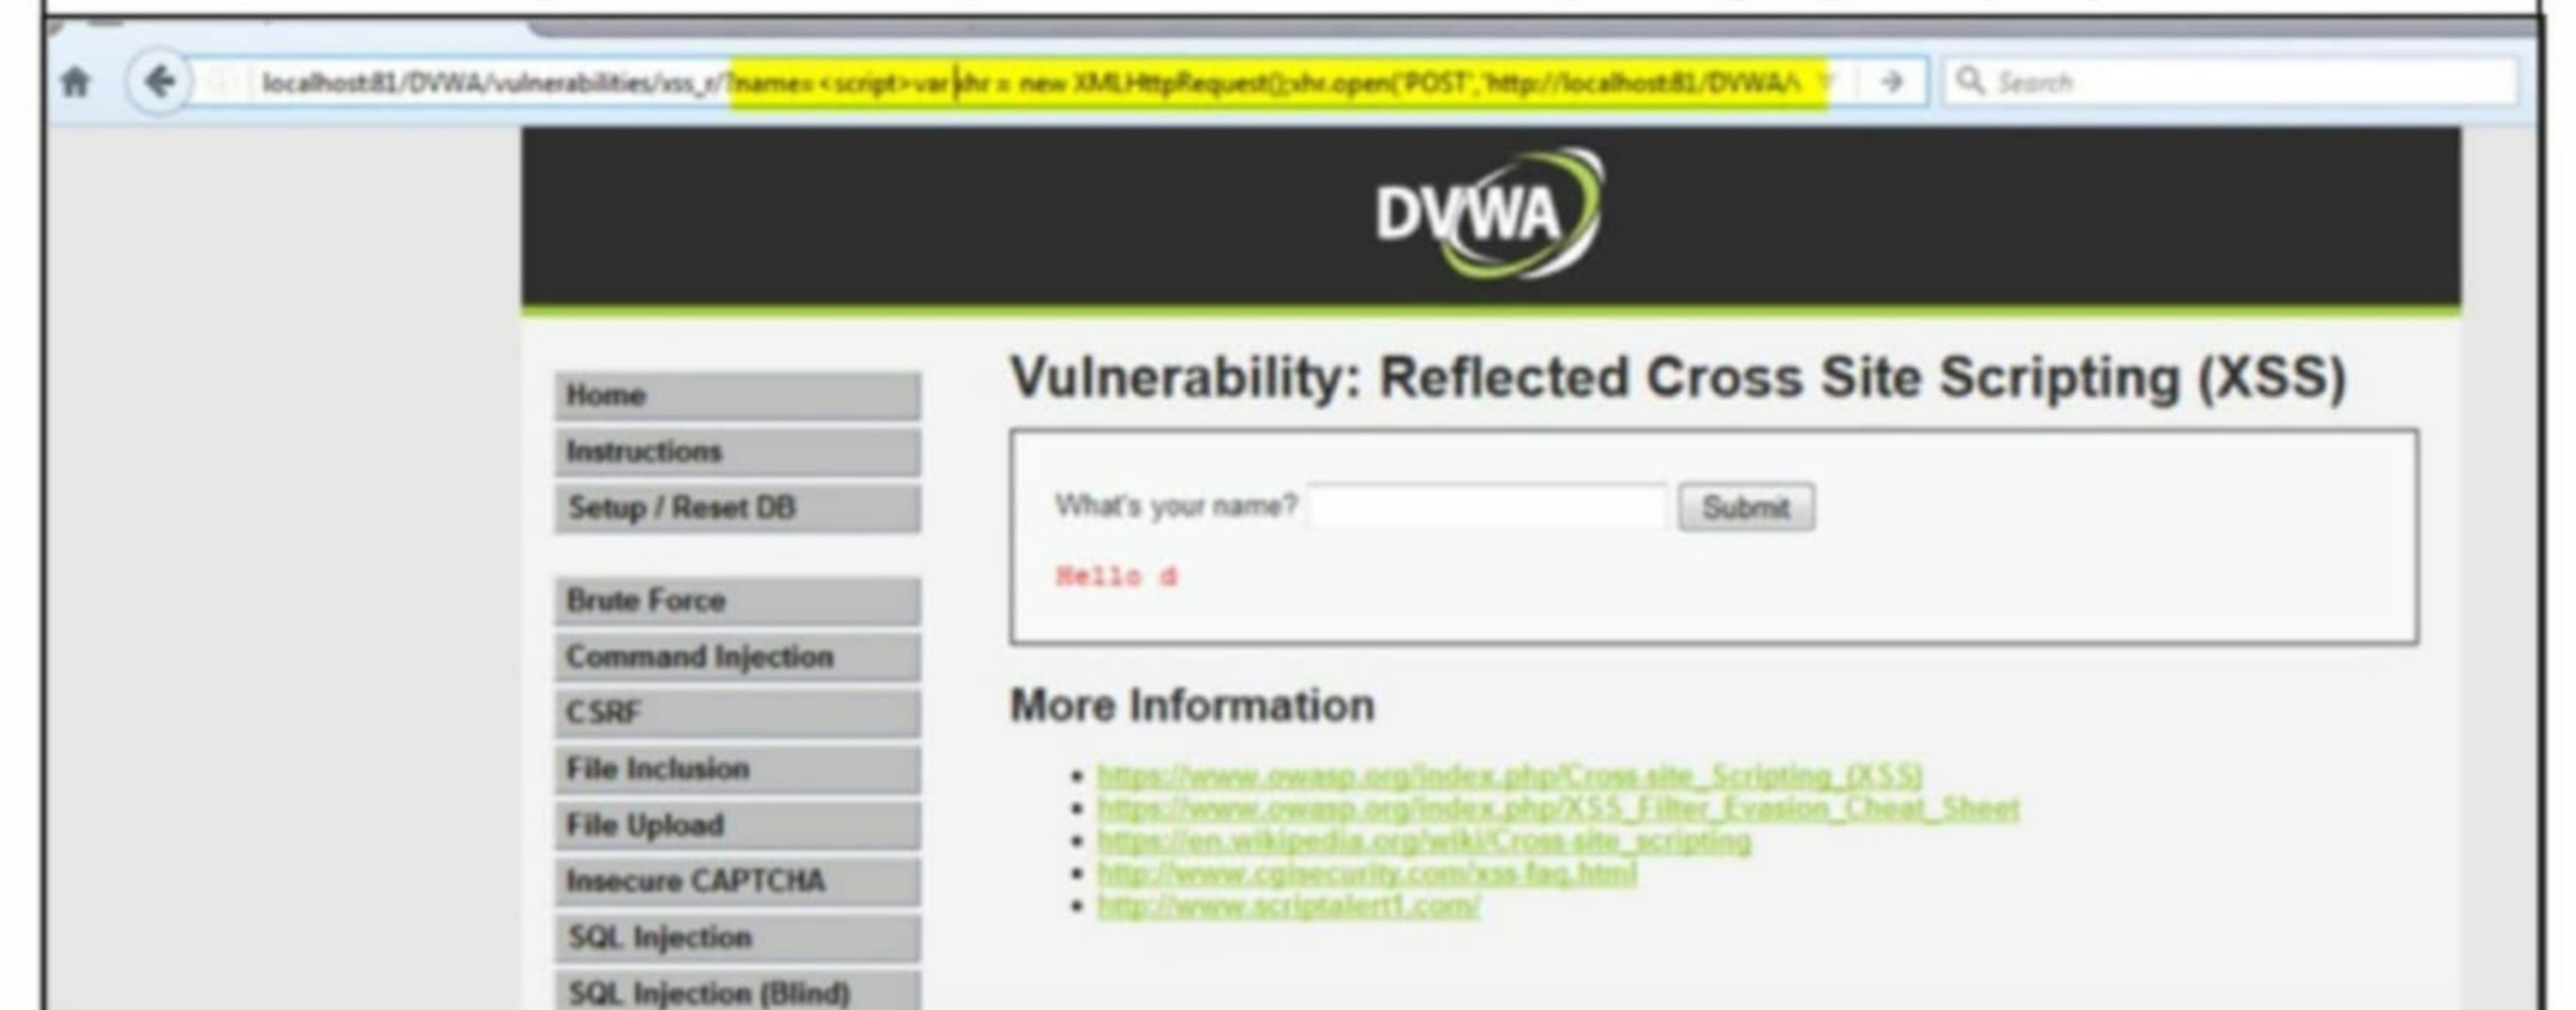 localhost:81/DVWA/vulnerabilities/xss_r/?name=<script>var xhr = new XMLHttpRequest();xhr.open('POST','http://localhost:81/DVWA/\
Search
DVWA
Vulnerability: Reflected Cross Site Scripting (XSS)
Home
Instructions
Setup / Reset DB
What's your name?
Submit
Hello d
Brute Force
Command Injection
CSRF
File Inclusion
File Upload
Insecure CAPTCHA
SQL Injection
SQL Injection (Blind)
More Information
https://www.owasp.org/index.php/Cross-site_Scripting_(XSS)
https://www.owasp.org/index.php/XSS_Filter_Evasion_Cheat_Sheet
https://en.wikipedia.org/wiki/Cross-site_scripting
http://www.cgisecurity.com/xss-faq.html
http://www.scriptalert1.com/